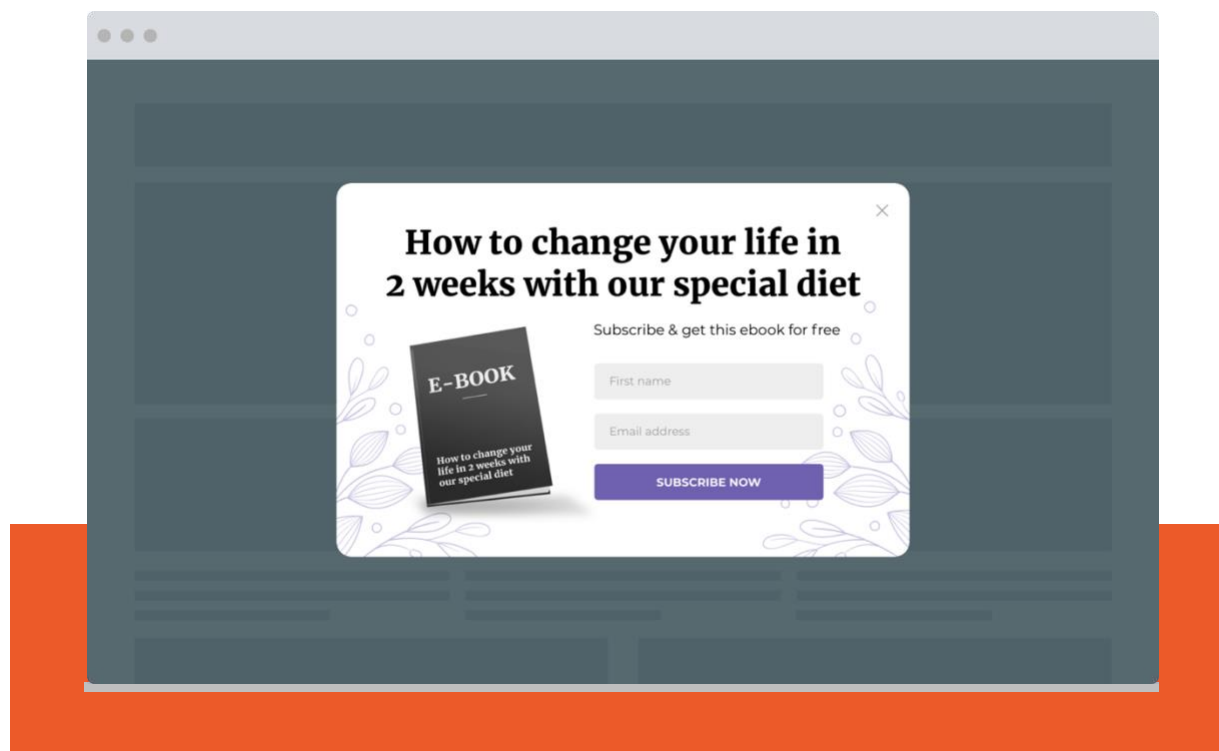 How to change your life in
2 weeks with our special diet
Subscribe & get this ebook for free
E-BOOK
How to change your
life in 2 weeks with
our special diet
First name
Email address
SUBSCRIBE NOW